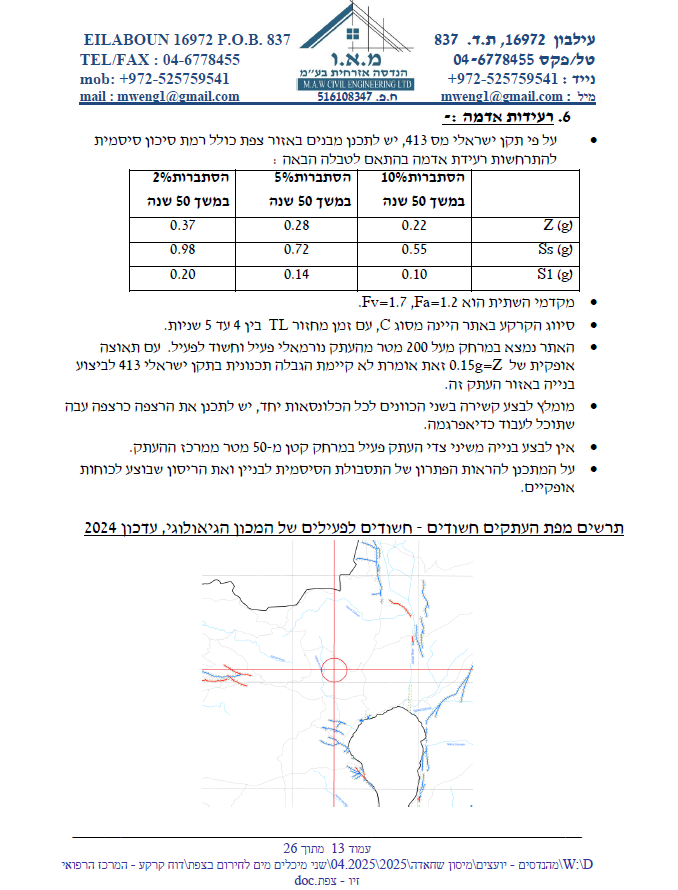 EILABOUN 16972 P.O.B. 837
TEL/FAX : 04-6778455
mob: +972-525759541
mail : mweng1@gmail.com
מ.א.ו
הנדסה אזרחית בע״מ
M.A.W CIVIL ENGINEERING LTD
ח.פ. 516108347
עילבון 16972, ת.ד. 837
טל/פקס 04-6778455
נייד : +972-525759541
מיל : mweng1@gmail.com
6. רעידות אדמה :-
• על פי תקן ישראלי מס 413, יש לתכנן מבנים באזור צפת כולל רמת סיכון סיסמית
להתרחשות רעידת אדמה בהתאם לטבלה הבאה :
הסתברות10% הסתברות5% הסתברות2%
במשך 50 שנה במשך 50 שנה במשך 50 שנה
Z (g) 0.22 0.28 0.37
Ss (g) 0.55 0.72 0.98
S1 (g) 0.10 0.14 0.20
• מקדמי השתית הוא Fa=1.2, Fv=1.7.
• סיווג הקרקע באתר היינה מסוג C, עם זמן מחזור TL בין 4 עד 5 שניות.
• האתר נמצא במרחק מעל 200 מטר מהעתק נורמאלי פעיל וחשוד לפעיל. עם תאוצה
אופקית של 0.15g=Z זאת אומרת לא קיימת הגבלה תכנונית בתקן ישראלי 413 לביצוע
בנייה באזור העתק זה.
• מומלץ לבצע קשירה בשני הכוונים לכל הכלונסאות יחד, יש לתכנן את הרצפה כרצפה עבה
שתוכל לעבוד כדיאפרגמה.
• אין לבצע בנייה משיני צדי העתק פעיל במרחק קטן מ-50 מטר ממרכז ההעתק.
• על המתכנן להראות הפתרון של התסבולת הסיסמית לבניין ואת הריסון שבוצע לכוחות
אופקיים.
תרשים מפת העתקים חשודים - חשודים לפעילים של המכון הגיאולוגי, עדכון 2024
עמוד 13 מתוך 26
W:\D\מהנדסים - יועצים\מיסון שחאדה\2025\04.2025\שני מיכלים מים לחירום בצפת\דוח קרקע - המרכז הרפואי
זיו - צפת.doc